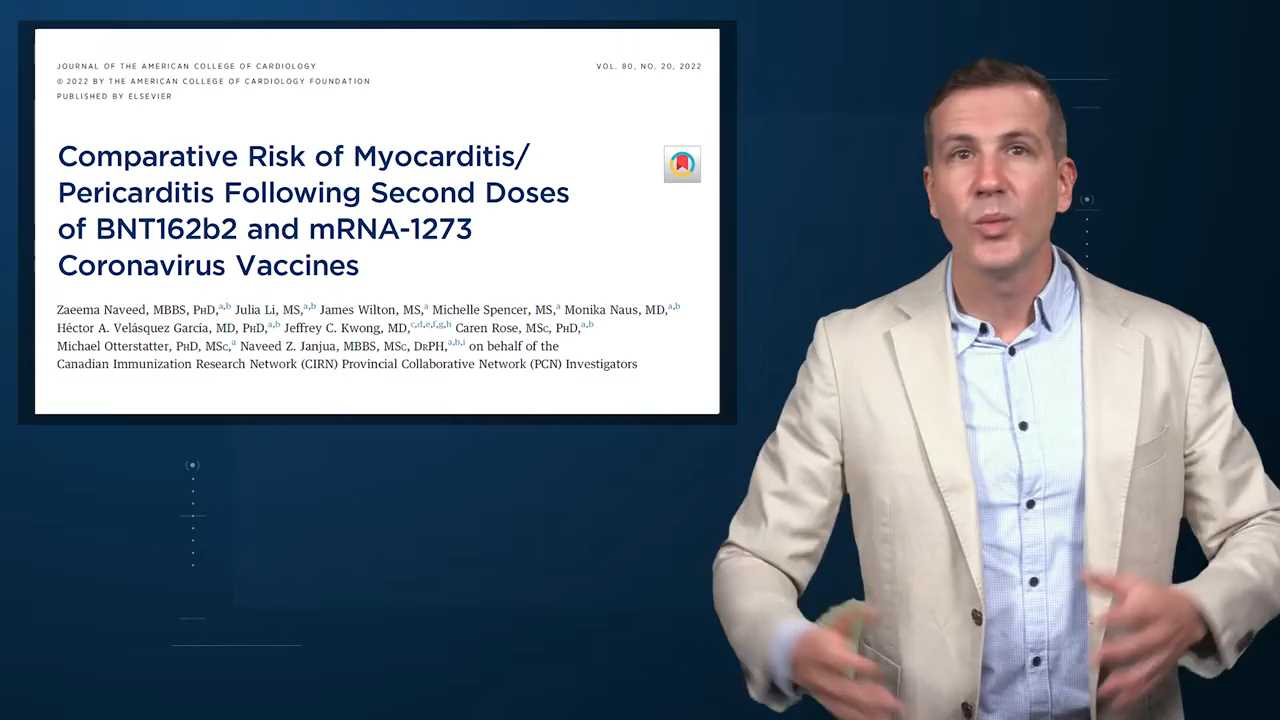 JOURNAL OF THE AMERICAN COLLEGE OF CARDIOLOGY
VOL. 80, NO. 20, 2022
© 2022 BY THE AMERICAN COLLEGE OF CARDIOLOGY FOUNDATION
PUBLISHED BY ELSEVIER
Comparative Risk of Myocarditis/
Pericarditis Following Second Doses
of BNT162b2 and mRNA-1273
Coronavirus Vaccines
Zaeema Naveed, MBBS, PhD,a,b Julia Li, MS,a,b James Wilton, MS,a Michelle Spencer, MS,a Monika Naus, MD,a,b
Héctor A. Velásquez García, MD, PhD,a,b Jeffrey C. Kwong, MD,c,d,e,f,g,h Caren Rose, MSc, PhD,a,b
Michael Otterstatter, PhD, MSc,a Naveed Z. Janjua, MBBS, MSc, DrPH,a,b,i on behalf of the
Canadian Immunization Research Network (CIRN) Provincial Collaborative Network (PCN) Investigators